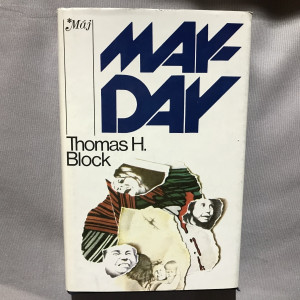 *Máj
MAY-
DAY
Thomas H.
Block